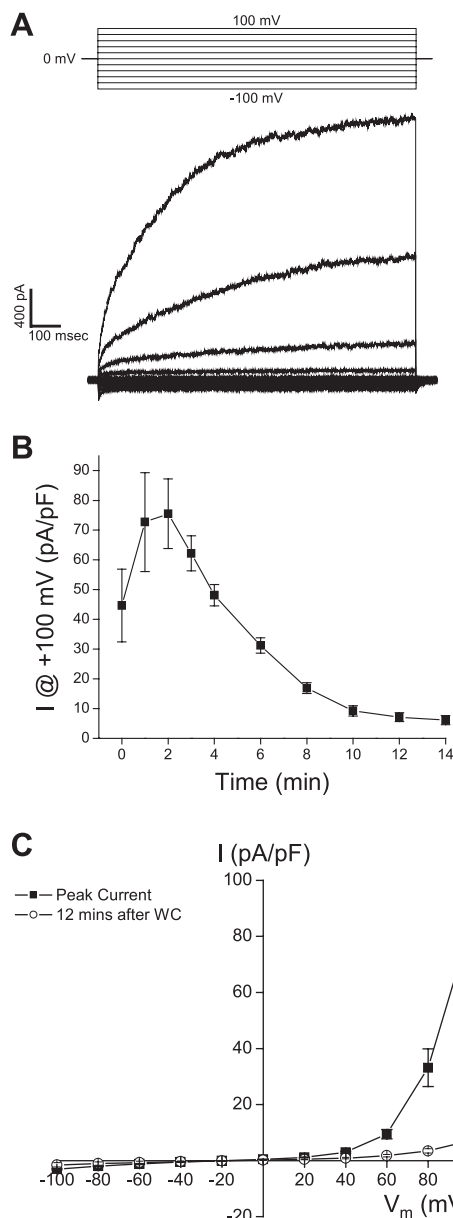 A
100 mV
0 mV
-100 mV
400 pA
100 msec
B
I @ +100 mV (pA/pF)
90
80
70
60
50
40
30
20
10
0
0 2 4 6 8 10 12 14
Time (min)
C
I (pA/pF)
Peak Current
12 mins after WC
100
80
60
40
20
-100 -80 -60 -40 -20 20 40 60 80
-20
Vm (mV